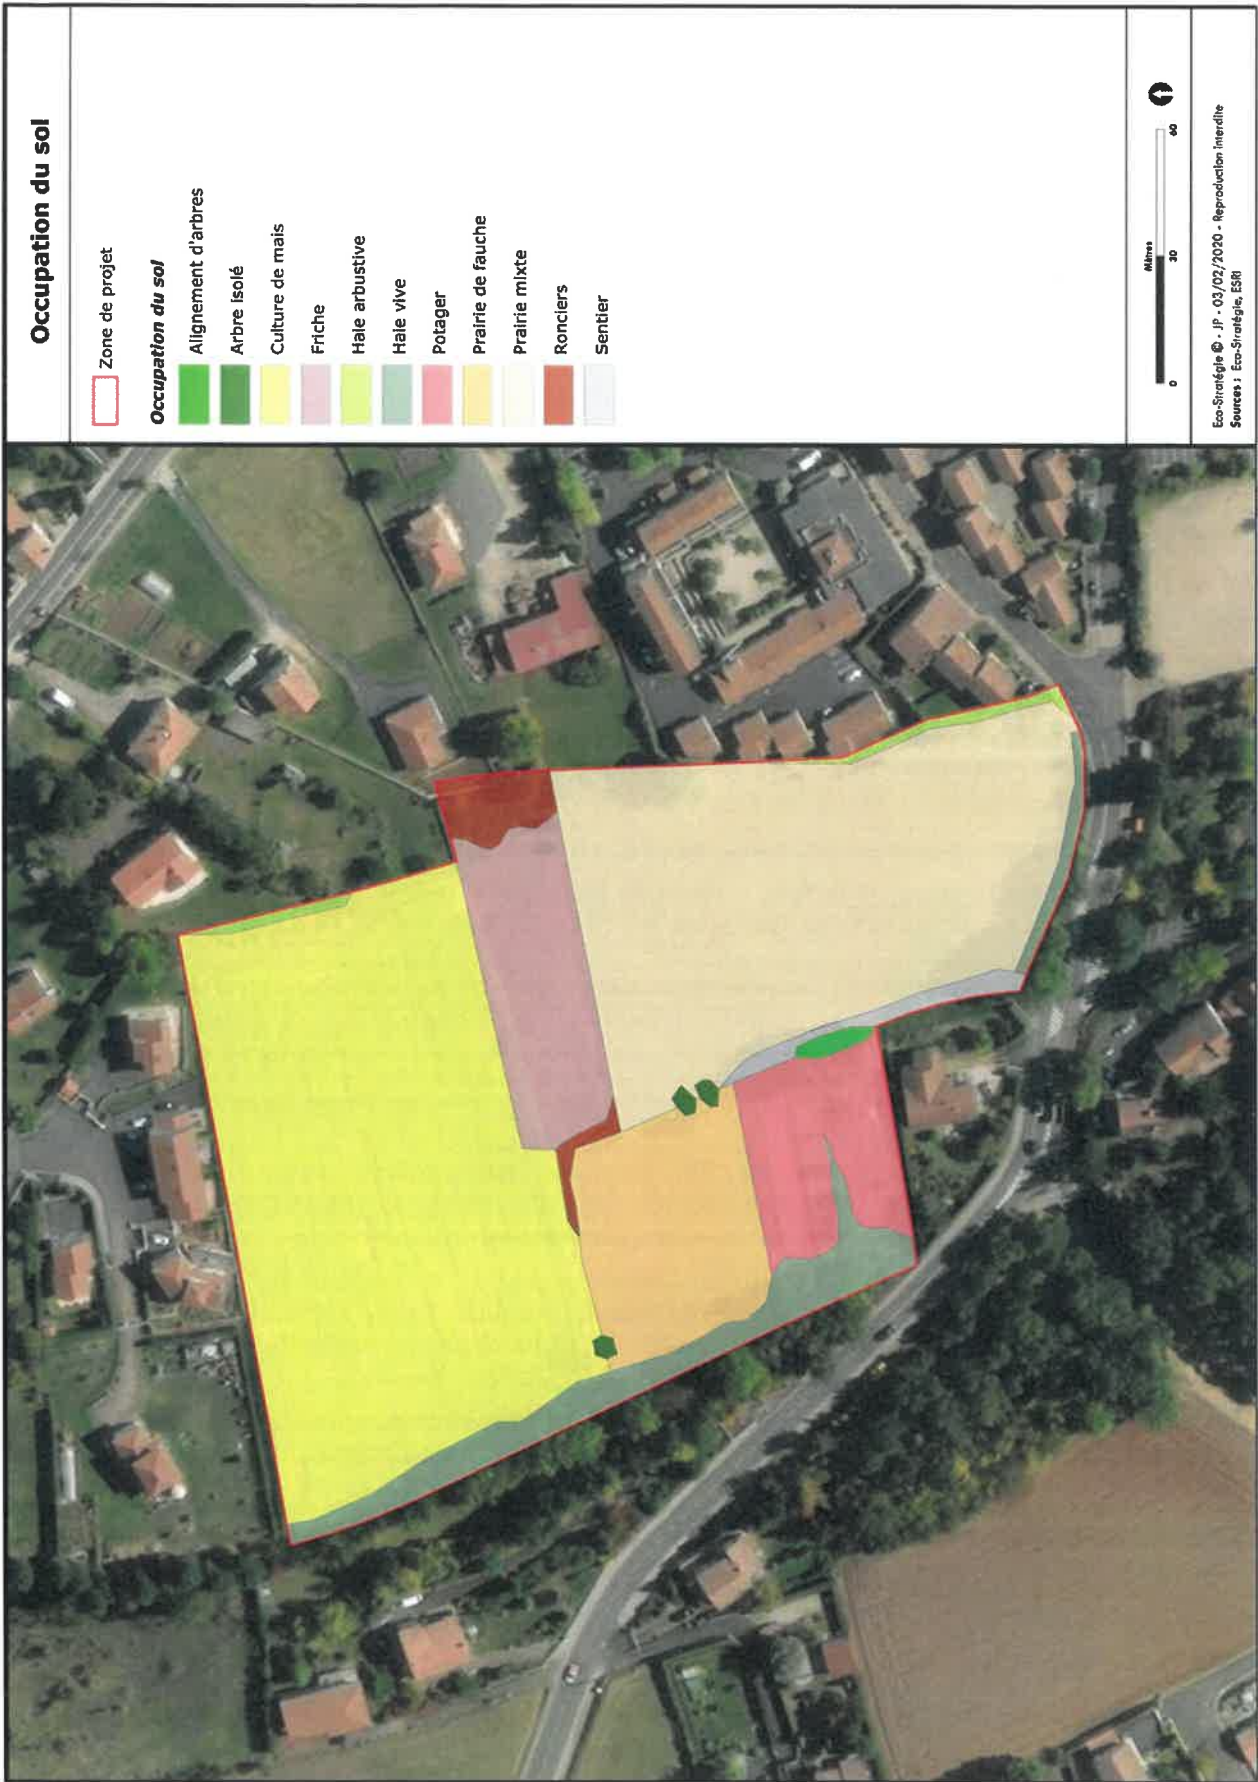 Occupation du sol
Zone de projet
Occupation du sol
Alignement d'arbres
Arbre isolé
Culture de mais
Friche
Haie arbustive
Haie vive
Potager
Prairie de fauche
Prairie mixte
Ronciers
Sentier
Mètres
0 30 60
Eco-Stratégie © - JP - 03/02/2020 - Reproduction interdite
Sources : Eco-Stratégie, ESRI